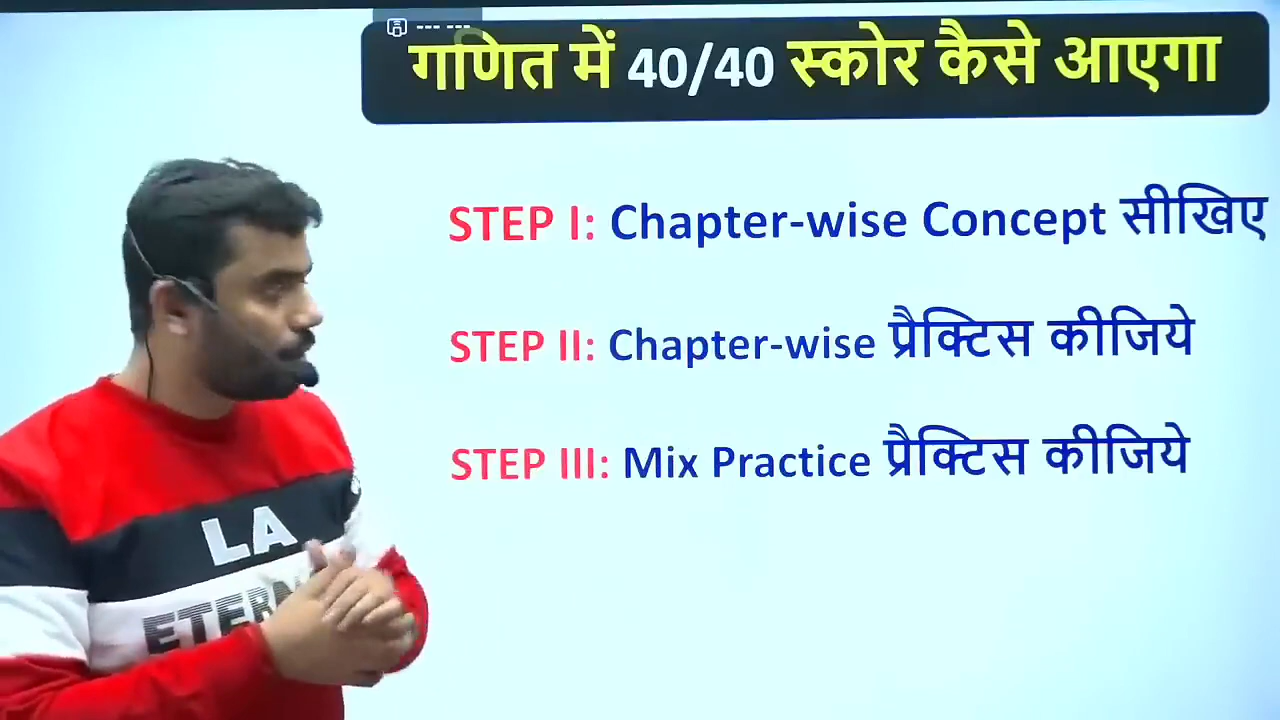 गणित में 40/40 स्कोर कैसे आएगा
STEP I: Chapter-wise Concept सीखिए
STEP II: Chapter-wise प्रैक्टिस कीजिये
STEP III: Mix Practice प्रैक्टिस कीजिये
LA